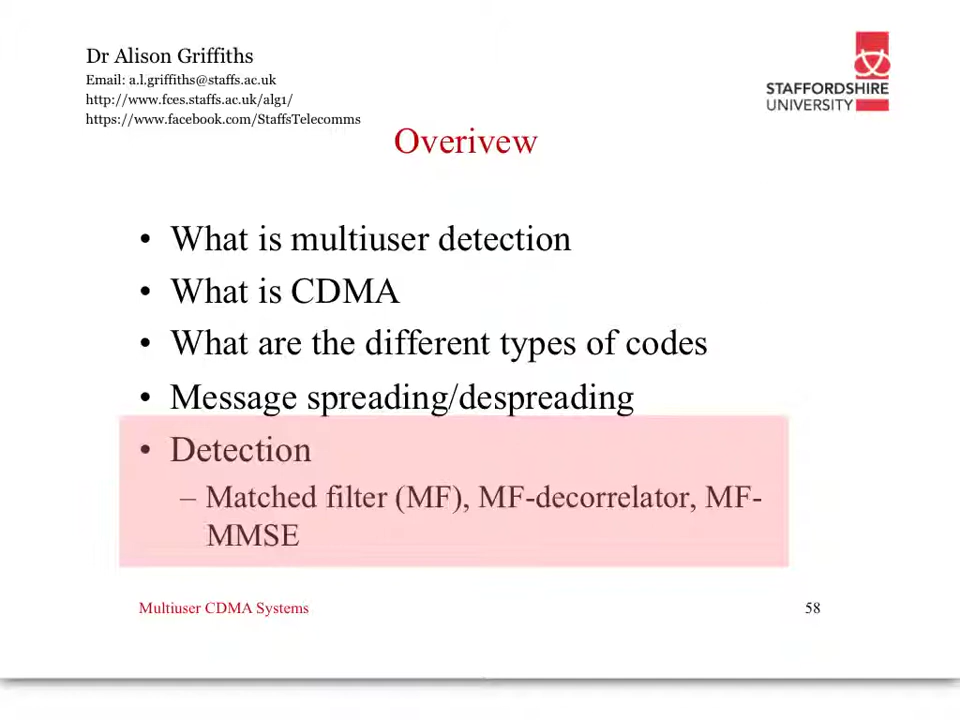 Dr Alison Griffiths
Email: a.l.griffiths@staffs.ac.uk
http://www.fces.staffs.ac.uk/alg1/
https://www.facebook.com/StaffsTelecomms
STAFFORDSHIRE
UNIVERSITY
Overivew
• What is multiuser detection
• What is CDMA
• What are the different types of codes
• Message spreading/despreading
• Detection
– Matched filter (MF), MF-decorrelator, MF-
MMSE
Multiuser CDMA Systems
58